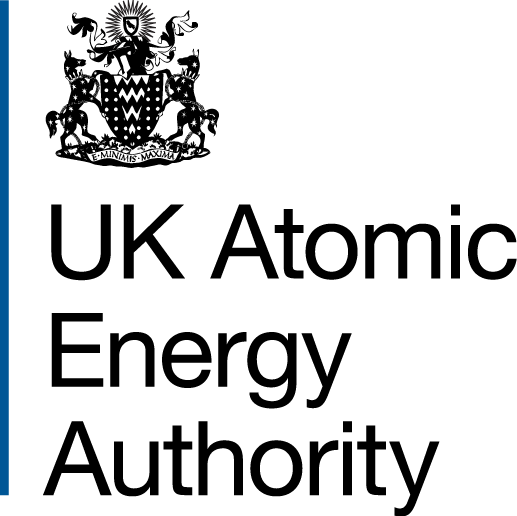 E·MINIMIS·MAXIMA
UK Atomic
Energy
Authority